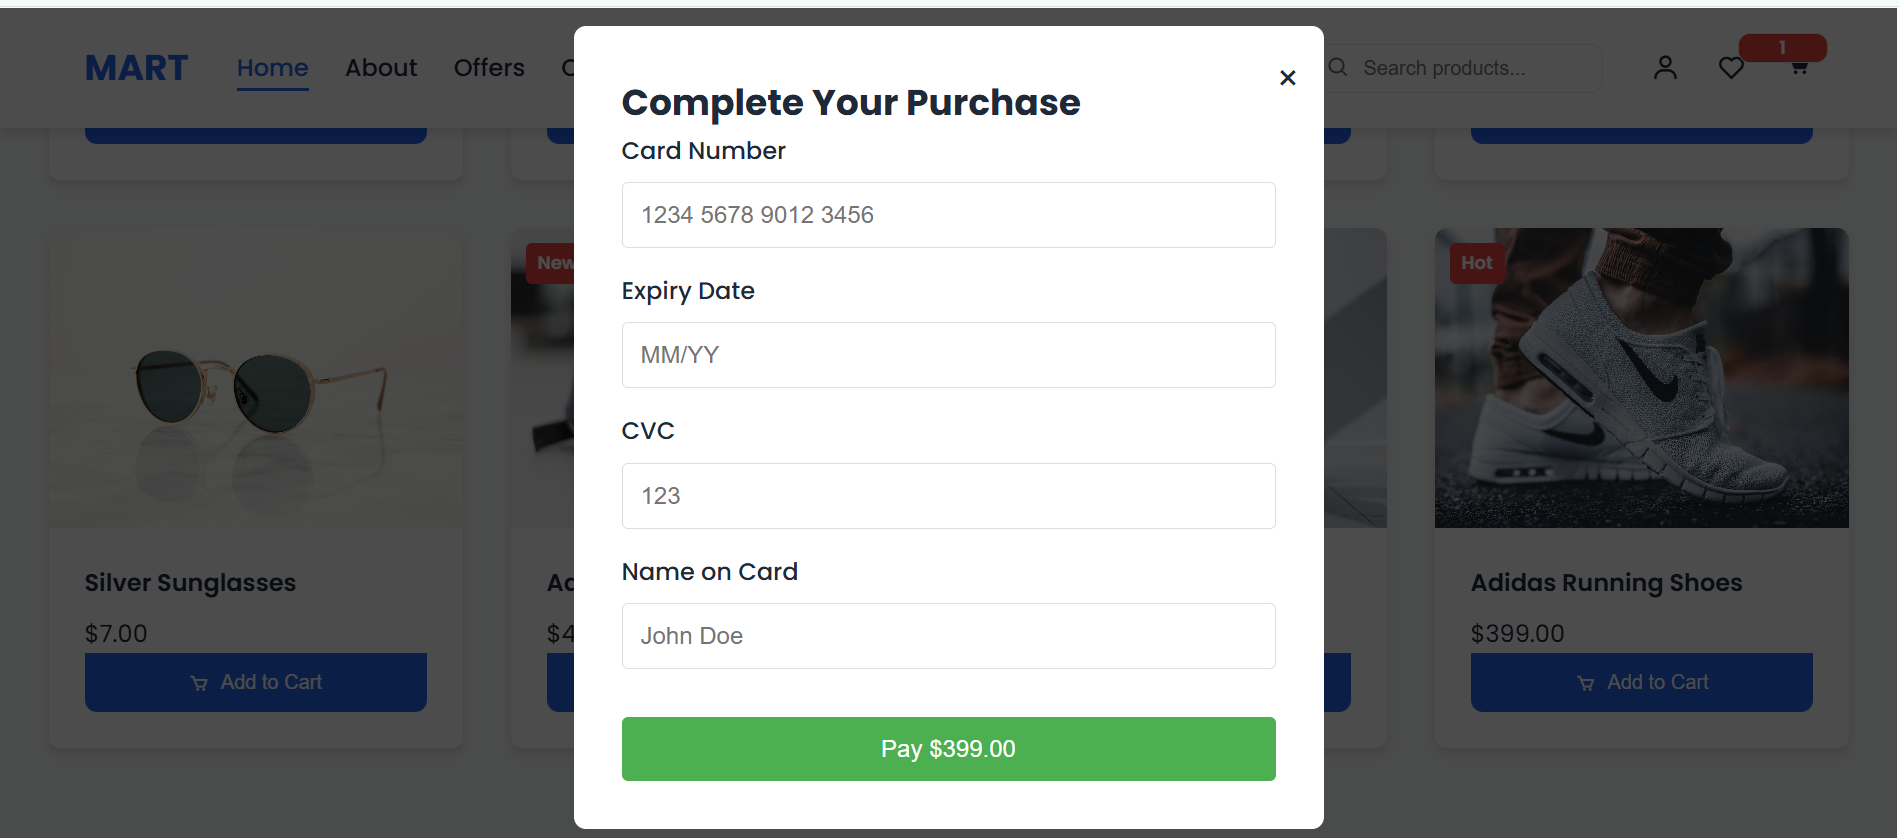 MART
Home
About
Offers
Search products...
1
×
Complete Your Purchase
Card Number
1234 5678 9012 3456
Expiry Date
MM/YY
CVC
123
Name on Card
John Doe
Pay $399.00
New
Hot
Silver Sunglasses
$7.00
Add to Cart
Adidas Running Shoes
$399.00
Add to Cart